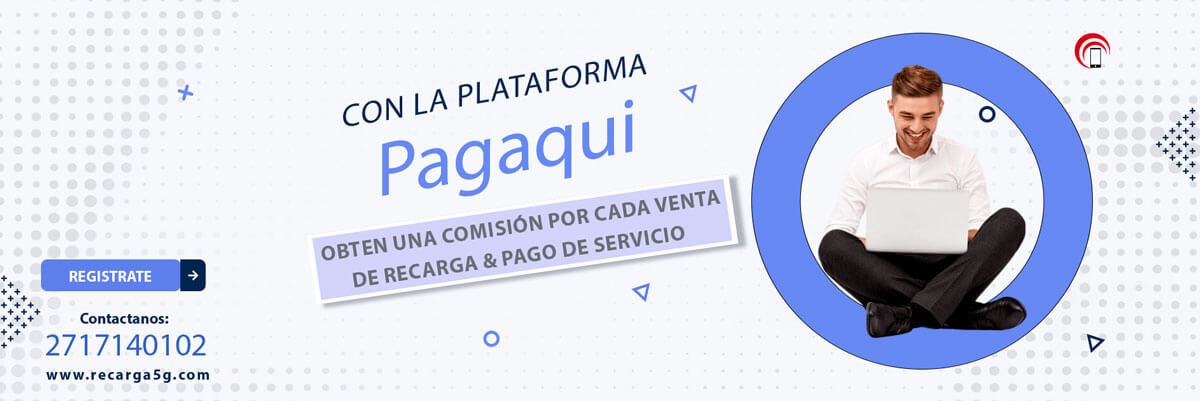 CON LA PLATAFORMA
Pagaqui
OBTEN UNA COMISIÓN POR CADA VENTA
DE RECARGA & PAGO DE SERVICIO
REGISTRATE
Contactanos:
2717140102
www.recarga5g.com